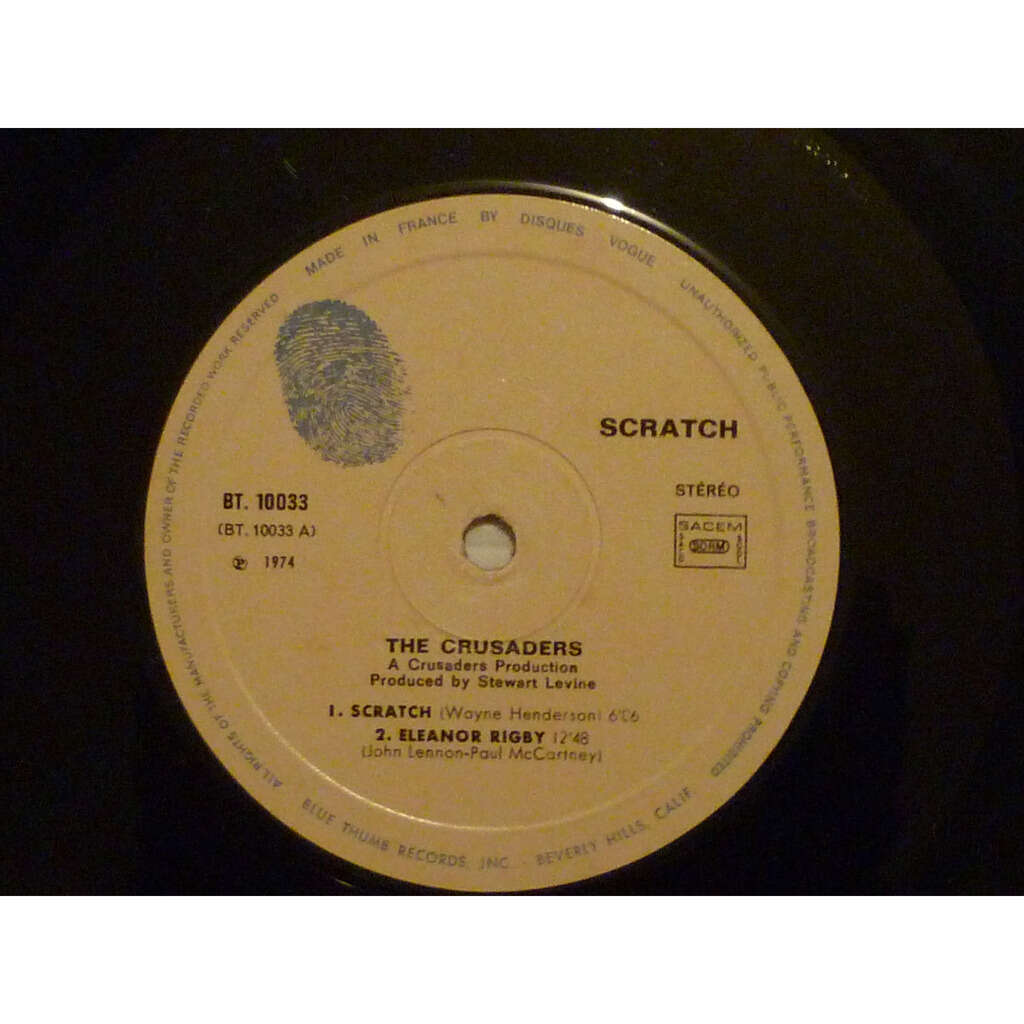 MADE IN FRANCE BY DISQUES VOGUE
UNAUTHORIZED PUBLIC PERFORMANCE BROADCASTING AND COPYING PROHIBITED
ALL RIGHTS OF THE MANUFACTURERS AND OWNER OF THE RECORDED WORK RESERVED
SCRATCH
BT. 10033
(BT. 10033 A)
℗ 1974
STÉRÉO
SACEM
SDRM
THE CRUSADERS
A Crusaders Production
Produced by Stewart Levine
1. SCRATCH (Wayne Henderson) 6'06
2. ELEANOR RIGBY 12'48
(John Lennon-Paul McCartney)
BLUE THUMB RECORDS, INC. - BEVERLY HILLS, CALIF